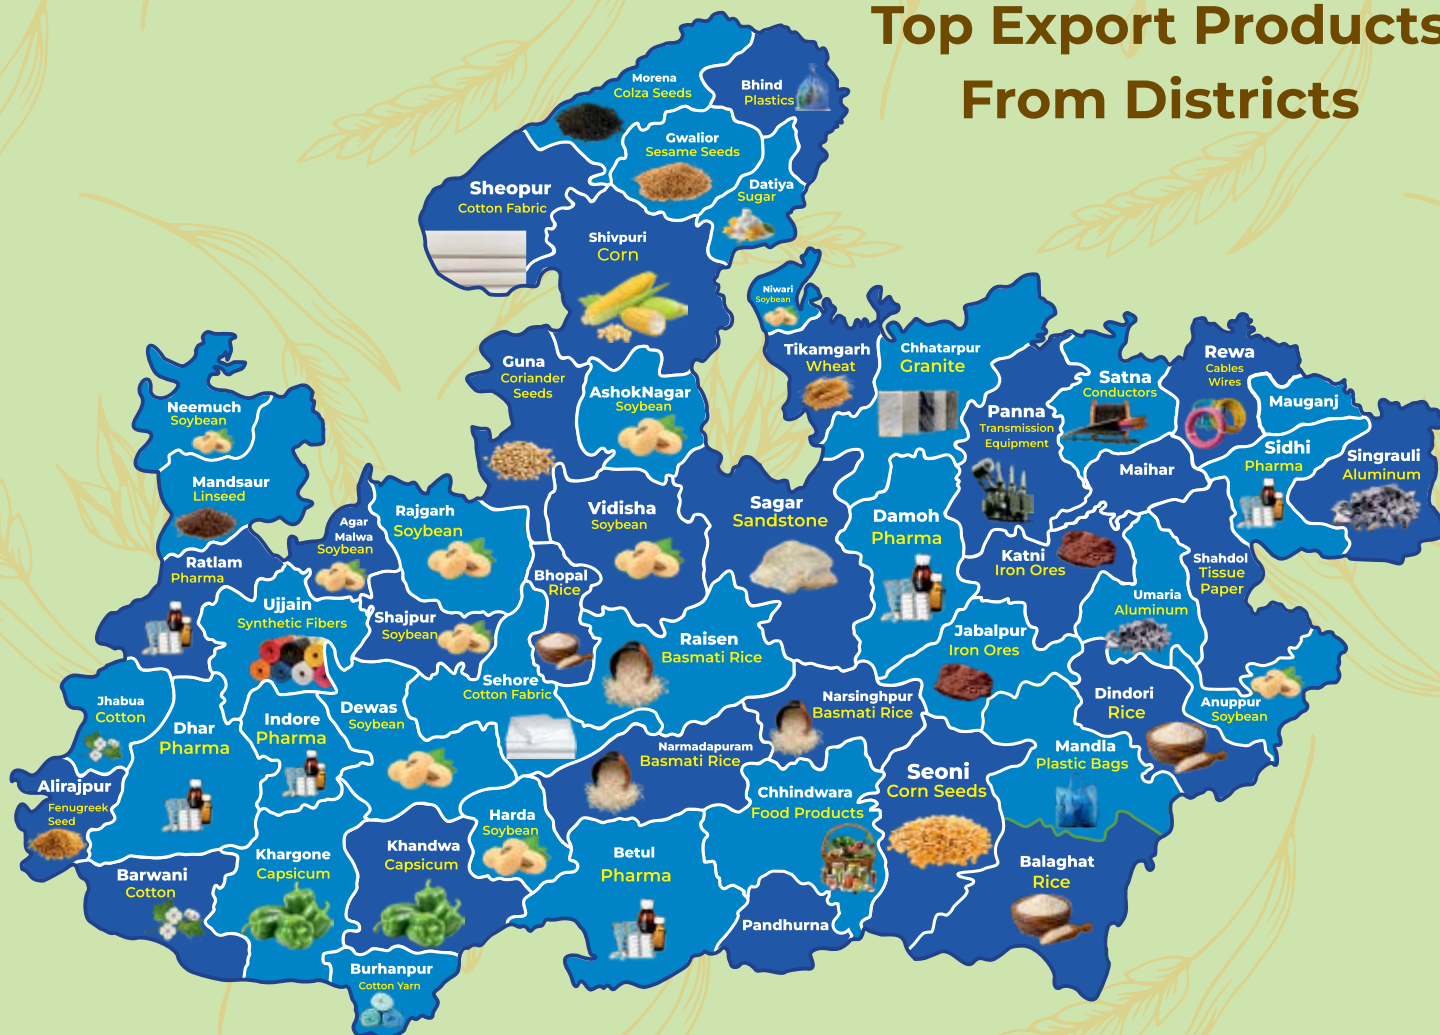 Top Export Products
From Districts
Morena
Colza Seeds
Bhind
Plastics
Gwalior
Sesame Seeds
Datiya
Sugar
Sheopur
Cotton Fabric
Shivpuri
Corn
Niwari
Soybean
Tikamgarh
Wheat
Chhatarpur
Granite
Guna
Coriander
Seeds
AshokNagar
Soybean
Panna
Transmission
Equipment
Satna
Conductors
Rewa
Cables
Wires
Mauganj
Sidhi
Pharma
Singrauli
Aluminum
Maihar
Neemuch
Soybean
Mandsaur
Linseed
Ratlam
Pharma
Agar
Malwa
Soybean
Rajgarh
Soybean
Vidisha
Soybean
Sagar
Sandstone
Damoh
Pharma
Katni
Iron Ores
Shahdol
Tissue
Paper
Umaria
Aluminum
Ujjain
Synthetic Fibers
Shajpur
Soybean
Bhopal
Rice
Raisen
Basmati Rice
Jabalpur
Iron Ores
Jhabua
Cotton
Dhar
Pharma
Indore
Pharma
Dewas
Soybean
Sehore
Cotton Fabric
Narsinghpur
Basmati Rice
Dindori
Rice
Anuppur
Soybean
Narmadapuram
Basmati Rice
Mandla
Plastic Bags
Alirajpur
Fenugreek
Seed
Seoni
Corn Seeds
Chhindwara
Food Products
Harda
Soybean
Khargone
Capsicum
Khandwa
Capsicum
Betul
Pharma
Balaghat
Rice
Barwani
Cotton
Pandhurna
Burhanpur
Cotton Yarn